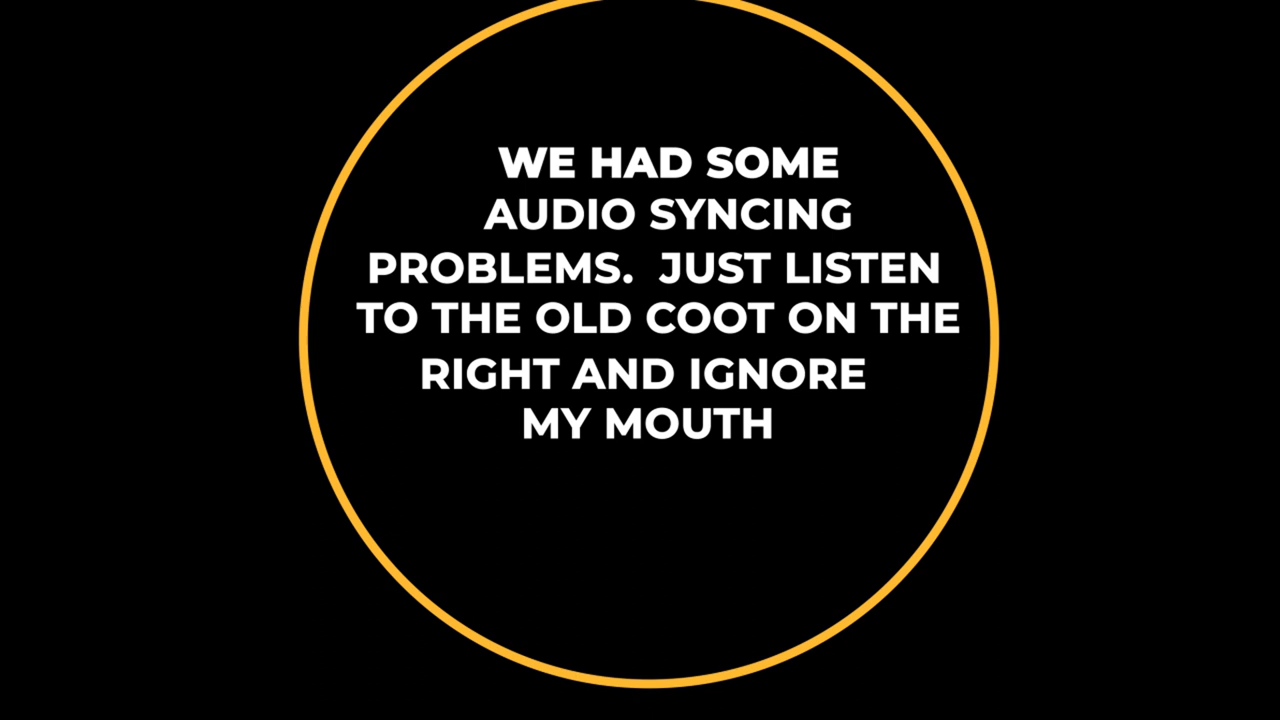 WE HAD SOME
AUDIO SYNCING
PROBLEMS.  JUST LISTEN
TO THE OLD COOT ON THE
RIGHT AND IGNORE
MY MOUTH